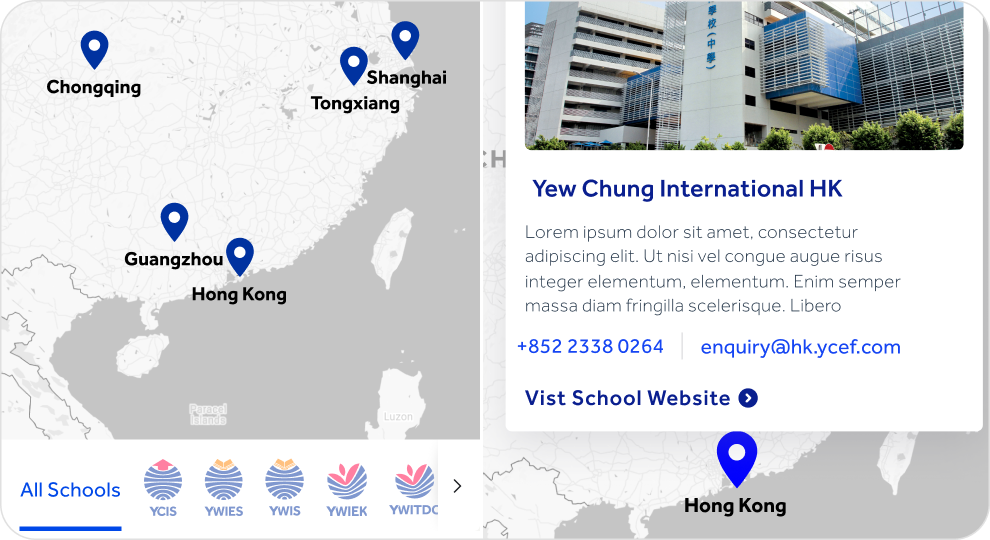 Chongqing
Shanghai
Tongxiang
Guangzhou
Hong Kong
Paracel
Islands
Luzon
All Schools
YCIS
YWIES
YWIS
YWIEK
YWITDC
CH
學校(中學)
Yew Chung International HK
Lorem ipsum dolor sit amet, consectetur
adipiscing elit. Ut nisi vel congue augue risus
integer elementum, elementum. Enim semper
massa diam fringilla scelerisque. Libero
+852 2338 0264
enquiry@hk.ycef.com
Vist School Website
Hong Kong